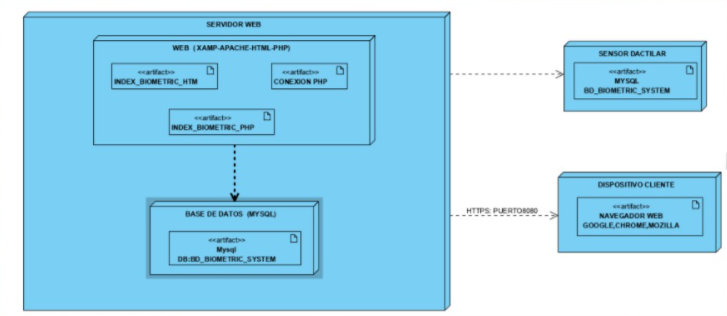 SERVIDOR WEB
WEB (XAMP-APACHE-HTML-PHP)
<<artifact>>
INDEX_BIOMETRIC_HTM
<<artifact>>
CONEXION PHP
<<artifact>>
INDEX_BIOMETRIC_PHP
BASE DE DATOS (MYSQL)
<<artifact>>
Mysql
DB:BD_BIOMETRIC_SYSTEM
SENSOR DACTILAR
<<artifact>>
MYSQL
BD_BIOMETRIC_SYSTEM
HTTPS: PUERTO8080
DISPOSITIVO CLIENTE
<<artifact>>
NAVEGADOR WEB
GOOGLE,CHROME,MOZILLA